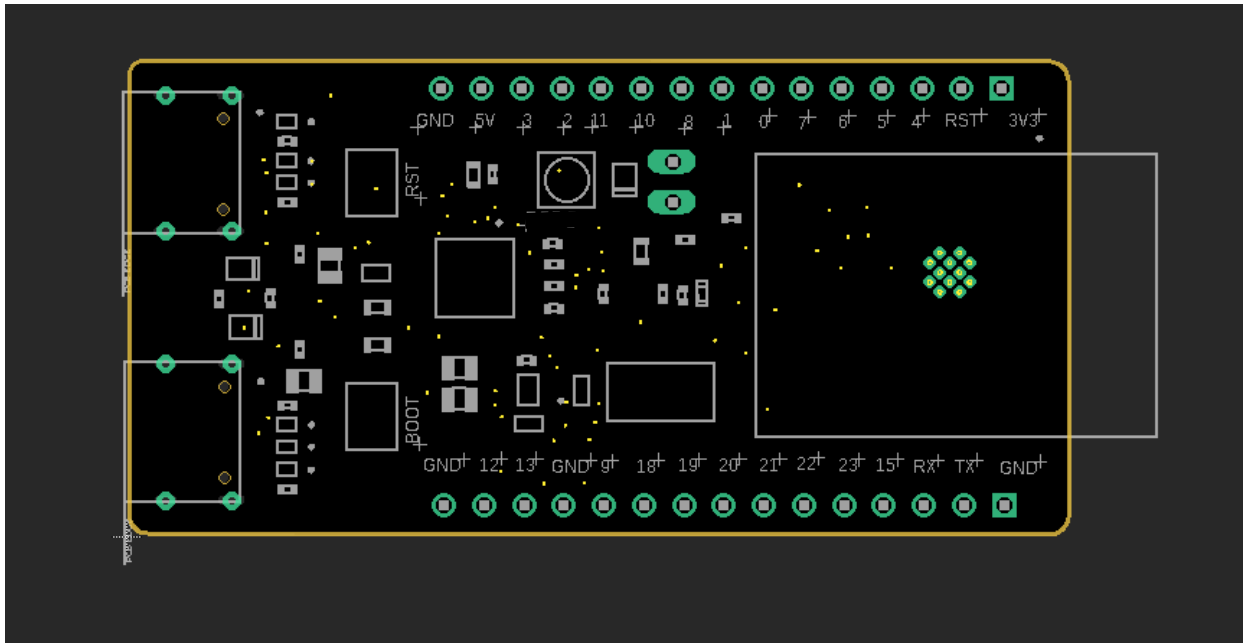 GND 5V 3 2 11 10 8 1 0 7 6 5 4 RST 3V3
RST
BOOT
GND 12 13 GND 9 18 19 20 21 22 23 15 RX TX GND